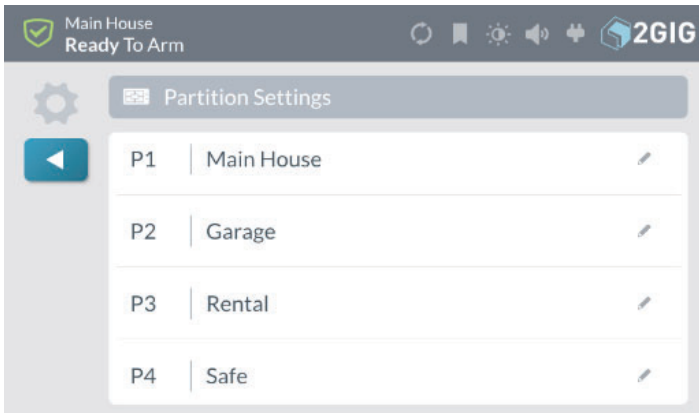 Main House
Ready To Arm
2GIG
Partition Settings
P1 Main House
P2 Garage
P3 Rental
P4 Safe